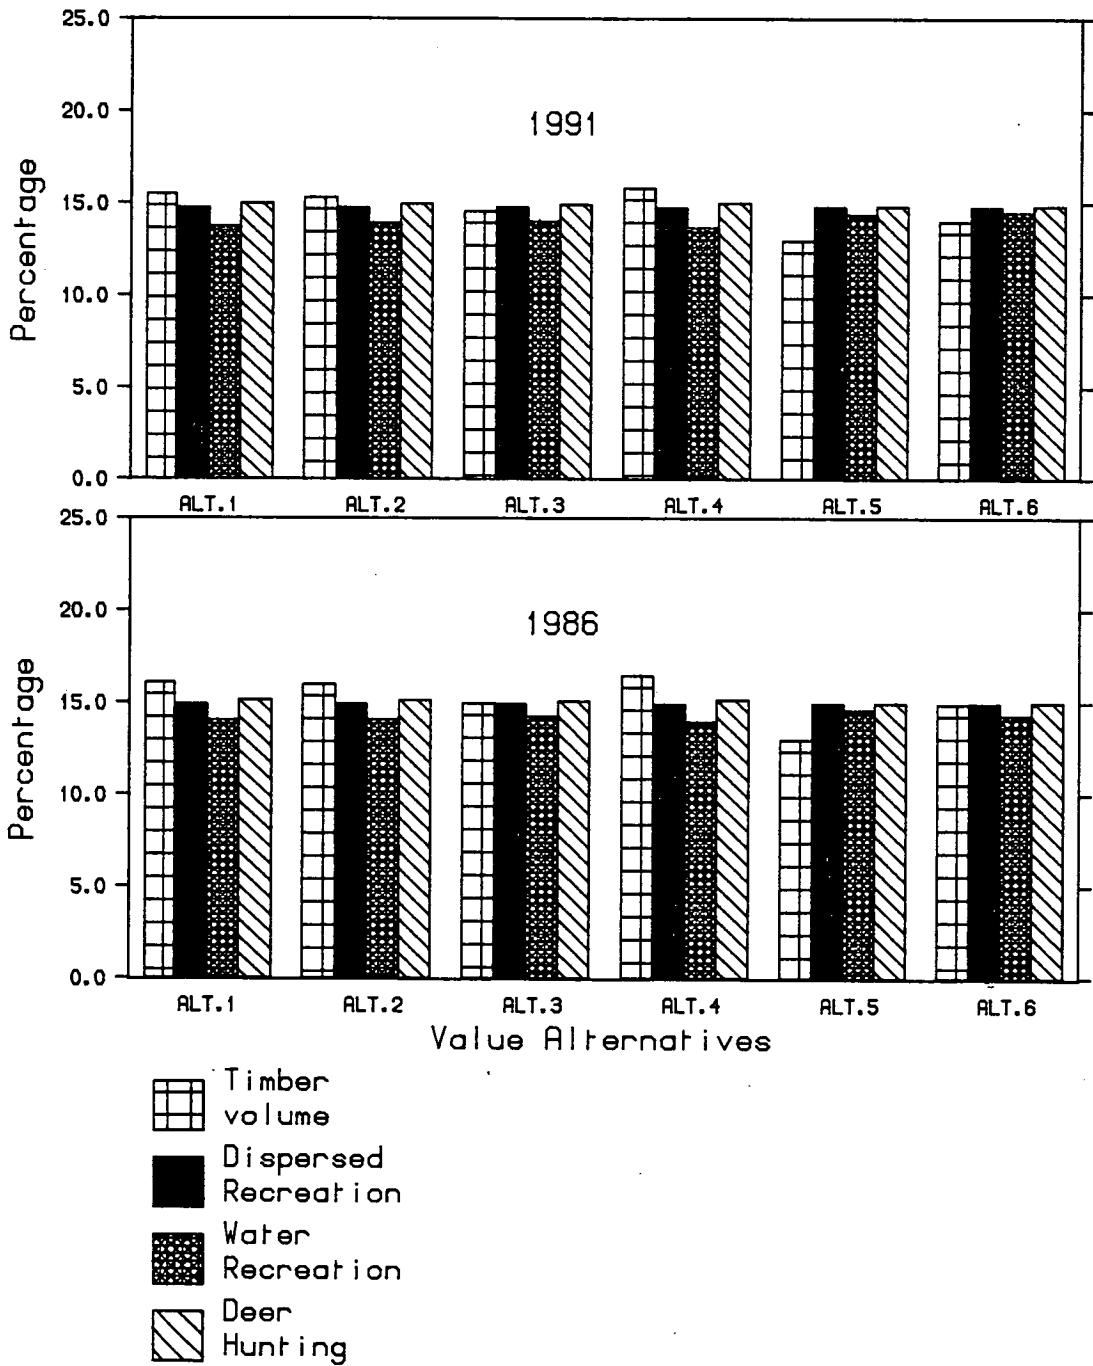 25.0
20.0
1991
15.0
Percentage
10.0
5.0
0.0
ALT.1 ALT.2 ALT.3 ALT.4 ALT.5 ALT.6
25.0
20.0
1986
15.0
Percentage
10.0
5.0
0.0
ALT.1 ALT.2 ALT.3 ALT.4 ALT.5 ALT.6
Value Alternatives
Timber
volume
Dispersed
Recreation
Water
Recreation
Deer
Hunting